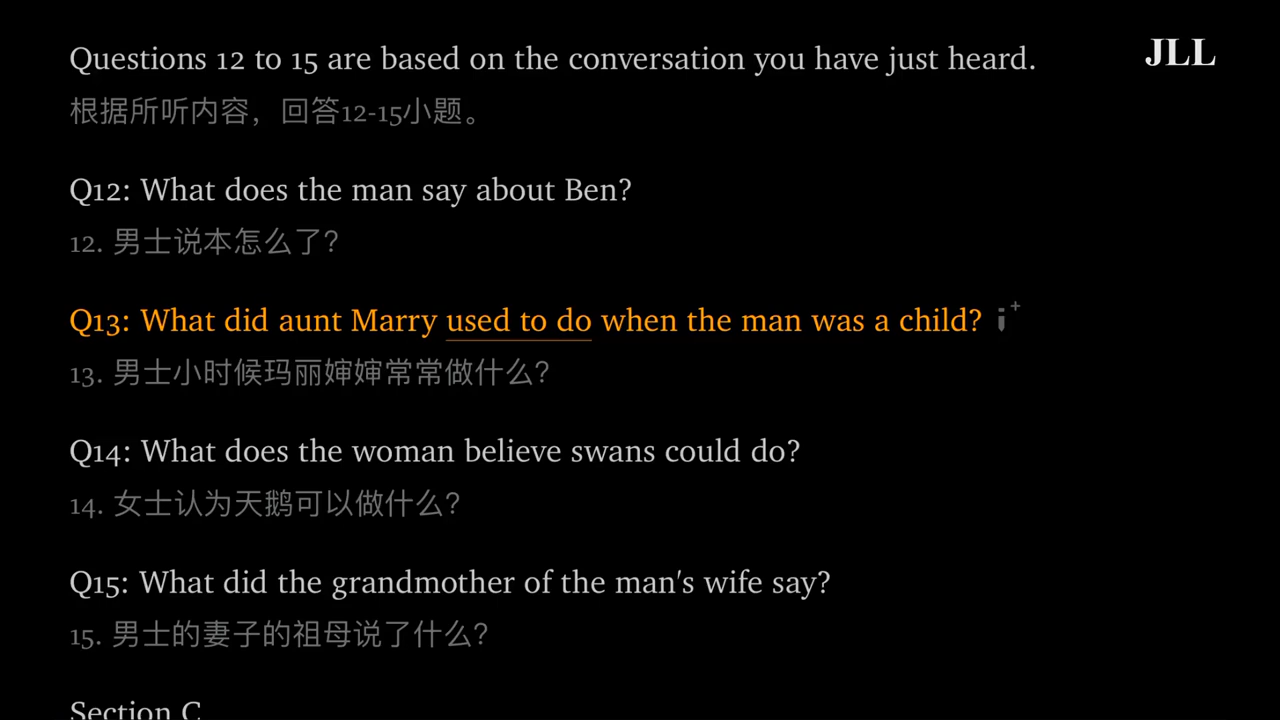 Questions 12 to 15 are based on the conversation you have just heard.
JLL
根据所听内容，回答12-15小题。
Q12: What does the man say about Ben?
12. 男士说本怎么了？
Q13: What did aunt Marry used to do when the man was a child?
13. 男士小时候玛丽婶婶常常做什么？
Q14: What does the woman believe swans could do?
14. 女士认为天鹅可以做什么？
Q15: What did the grandmother of the man's wife say?
15. 男士的妻子的祖母说了什么？
Section C